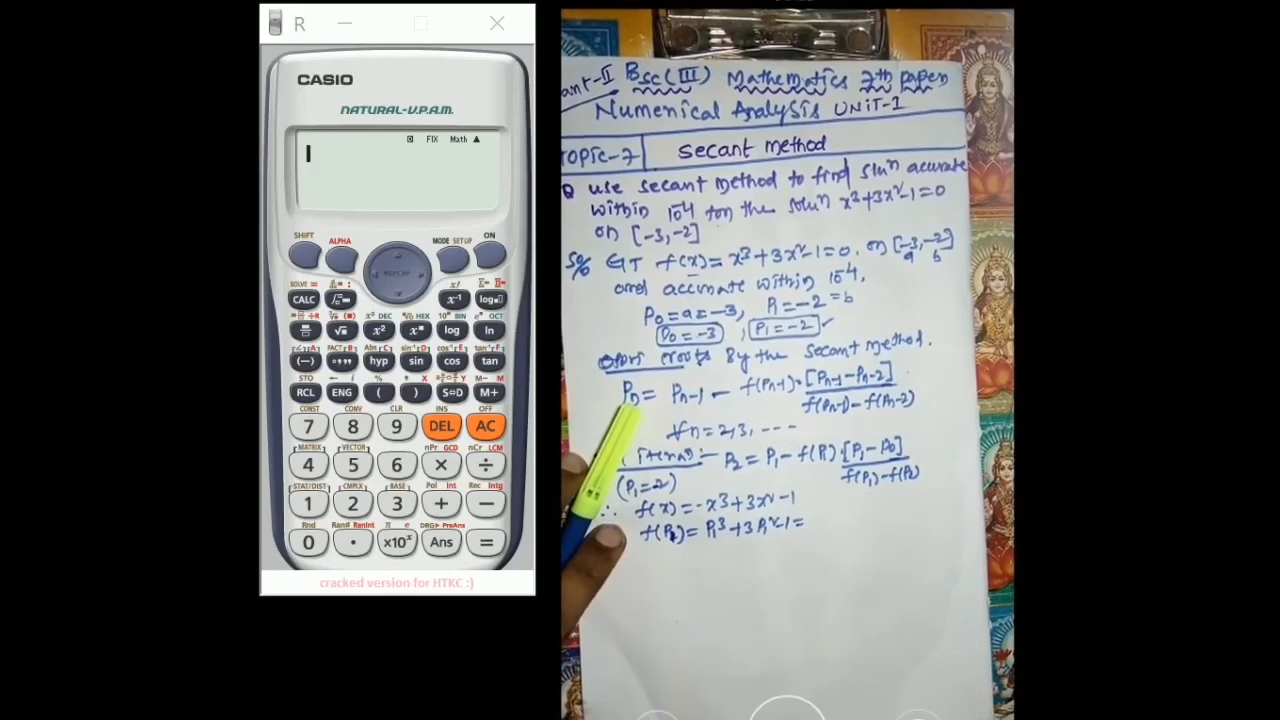 R
CASIO
NATURAL-V.P.A.M.
FIX Math
SHIFT ALPHA MODE SETUP ON
REPLAY
CALC x⁻¹ log
x² log ln
(−) hyp sin cos tan
RCL ENG ( ) S⇔D M+
7 8 9 DEL AC
4 5 6 × ÷
1 2 3 + −
0 · ×10ˣ Ans =
cracked version for HTKC :)
ant-II Bsc(III) Mathematics 7th paper
Numerical Analysis UNIT-1
TOPIC-7 Secant method
Q use secant method to find solⁿ accurate
within 10⁻⁴ for the solⁿ x³+3x²-1=0
on [-3,-2]
Sol GT f(x)=x³+3x²-1=0. on [-3,-2]
a b
and accurate within 10⁻⁴,
P₀=a=-3, P₁=-2=b
P₀=-3 ; P₁=-2
By the secant method.
Pₙ= Pₙ₋₁ - f(Pₙ₋₁)·[Pₙ₋₁-Pₙ₋₂]
f(Pₙ₋₁)-f(Pₙ₋₂)
∀n=2,3,---
P₂=P₁-f(P₁)·[P₁-P₀]
f(P₁)-f(P₀)
(P₁=2)
∴ f(x)=-x³+3x²-1
f(P₁)=P₁³+3P₁²-1=